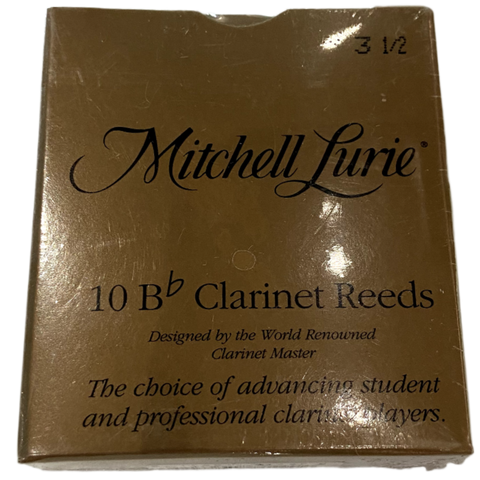 3 1/2
Mitchell Lurie®
10 B♭ Clarinet Reeds
Designed by the World Renowned
Clarinet Master
The choice of advancing student
and professional clarinet players.